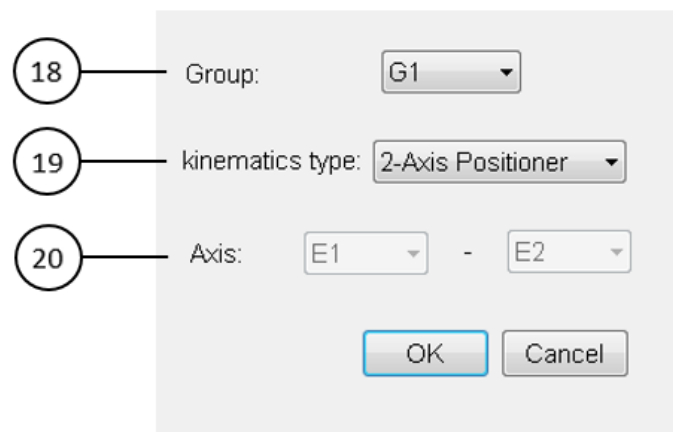 18 Group: G1
19 kinematics type: 2-Axis Positioner
20 Axis: E1 - E2
OK Cancel